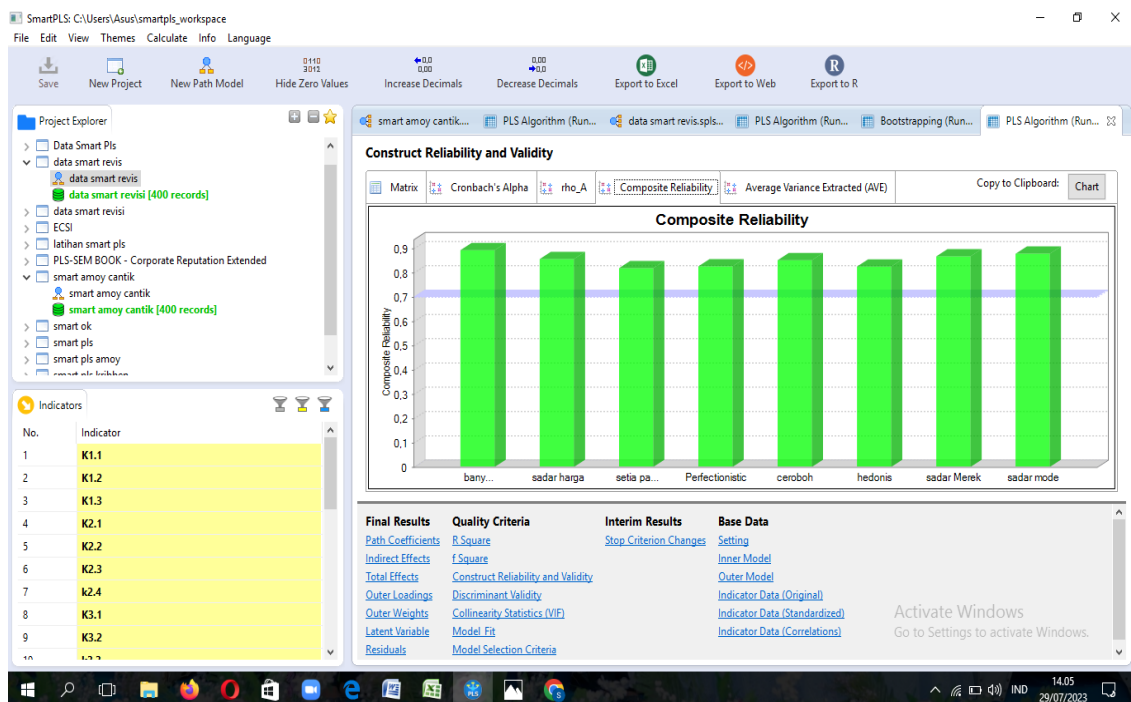 SmartPLS: C:\Users\Asus\smartpls_workspace
File Edit View Themes Calculate Info Language
Save New Project New Path Model Hide Zero Values Increase Decimals Decrease Decimals Export to Excel Export to Web Export to R
Project Explorer
Data Smart Pls
data smart revis
data smart revis
data smart revisi [400 records]
data smart revisi
ECSI
latihan smart pls
PLS-SEM BOOK - Corporate Reputation Extended
smart amoy cantik
smart amoy cantik
smart amoy cantik [400 records]
smart ok
smart pls
smart pls amoy
Indicators
No. Indicator
1 K1.1
2 K1.2
3 K1.3
4 K2.1
5 K2.2
6 K2.3
7 k2.4
8 K3.1
9 K3.2
smart amoy cantik.... PLS Algorithm (Run... data smart revis.spls... PLS Algorithm (Run... Bootstrapping (Run... PLS Algorithm (Run...
Construct Reliability and Validity
Matrix Cronbach's Alpha rho_A Composite Reliability Average Variance Extracted (AVE) Copy to Clipboard: Chart
Composite Reliability
Composite Reliability
0,9
0,8
0,7
0,6
0,5
0,4
0,3
0,2
0,1
0
bany... sadar harga setia pa... Perfectionistic ceroboh hedonis sadar Merek sadar mode
Final Results Quality Criteria Interim Results Base Data
Path Coefficients R Square Stop Criterion Changes Setting
Indirect Effects f Square Inner Model
Total Effects Construct Reliability and Validity Outer Model
Outer Loadings Discriminant Validity Indicator Data (Original)
Outer Weights Collinearity Statistics (VIF) Indicator Data (Standardized)
Latent Variable Model Fit Indicator Data (Correlations)
Residuals Model Selection Criteria
Activate Windows
Go to Settings to activate Windows.
IND 14.05
29/07/2023